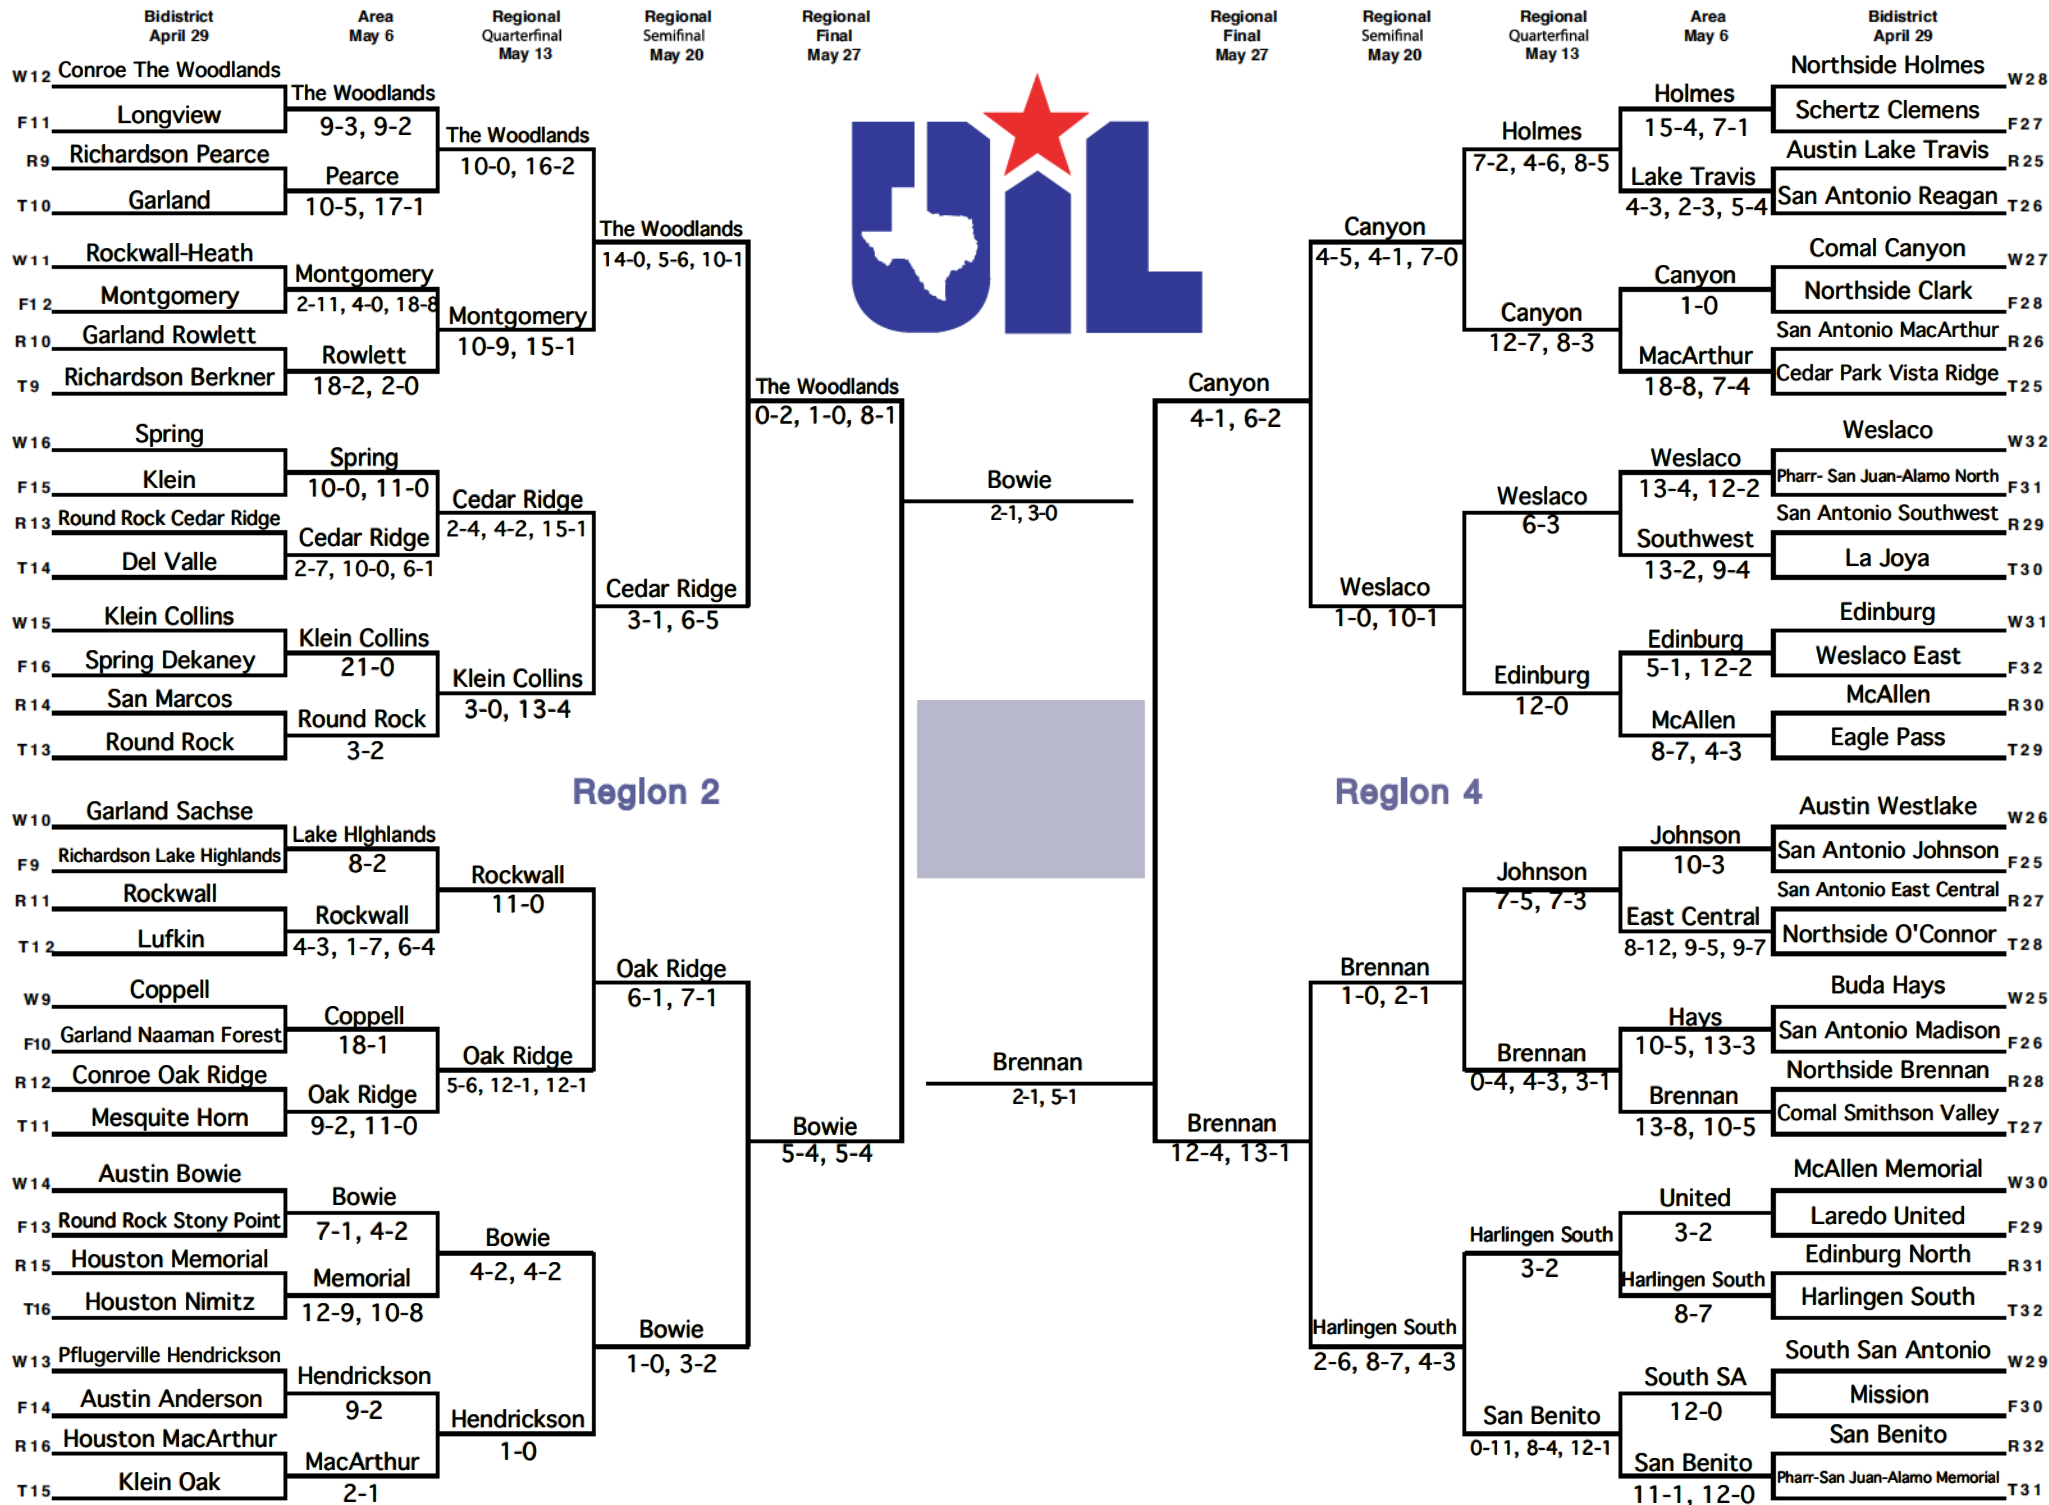 Bidistrict
April 29
Area
May 6
Regional
Quarterfinal
May 13
Regional
Semifinal
May 20
Regional
Final
May 27
Regional
Final
May 27
Regional
Semifinal
May 20
Regional
Quarterfinal
May 13
Area
May 6
Bidistrict
April 29
W12 Conroe The Woodlands
F11 Longview
R9 Richardson Pearce
T10 Garland
W11 Rockwall-Heath
F12 Montgomery
R10 Garland Rowlett
T9 Richardson Berkner
W16 Spring
F15 Klein
R13 Round Rock Cedar Ridge
T14 Del Valle
W15 Klein Collins
F16 Spring Dekaney
R14 San Marcos
T13 Round Rock
W10 Garland Sachse
F9 Richardson Lake Highlands
R11 Rockwall
T12 Lufkin
W9 Coppell
F10 Garland Naaman Forest
R12 Conroe Oak Ridge
T11 Mesquite Horn
W14 Austin Bowie
F13 Round Rock Stony Point
R15 Houston Memorial
T16 Houston Nimitz
W13 Pflugerville Hendrickson
F14 Austin Anderson
R16 Houston MacArthur
T15 Klein Oak
The Woodlands
9-3, 9-2
Pearce
10-5, 17-1
Montgomery
2-11, 4-0, 18-8
Rowlett
18-2, 2-0
Spring
10-0, 11-0
Cedar Ridge
2-7, 10-0, 6-1
Klein Collins
21-0
Round Rock
3-2
Lake HIghlands
8-2
Rockwall
4-3, 1-7, 6-4
Coppell
18-1
Oak Ridge
9-2, 11-0
Bowie
7-1, 4-2
Memorial
12-9, 10-8
Hendrickson
9-2
MacArthur
2-1
The Woodlands
10-0, 16-2
Montgomery
10-9, 15-1
Cedar Ridge
2-4, 4-2, 15-1
Klein Collins
3-0, 13-4
Rockwall
11-0
Oak Ridge
5-6, 12-1, 12-1
Bowie
4-2, 4-2
Hendrickson
1-0
The Woodlands
14-0, 5-6, 10-1
Cedar Ridge
3-1, 6-5
Region 2
Oak Ridge
6-1, 7-1
Bowie
1-0, 3-2
The Woodlands
0-2, 1-0, 8-1
Bowie
5-4, 5-4
UIL
Bowie
2-1, 3-0
Brennan
2-1, 5-1
Canyon
4-1, 6-2
Brennan
12-4, 13-1
Canyon
4-5, 4-1, 7-0
Weslaco
1-0, 10-1
Region 4
Brennan
1-0, 2-1
Harlingen South
2-6, 8-7, 4-3
Holmes
7-2, 4-6, 8-5
Canyon
12-7, 8-3
Weslaco
6-3
Edinburg
12-0
Johnson
7-5, 7-3
Brennan
0-4, 4-3, 3-1
Harlingen South
3-2
San Benito
0-11, 8-4, 12-1
Holmes
15-4, 7-1
Lake Travis
4-3, 2-3, 5-4
Canyon
1-0
MacArthur
18-8, 7-4
Weslaco
13-4, 12-2
Southwest
13-2, 9-4
Edinburg
5-1, 12-2
McAllen
8-7, 4-3
Johnson
10-3
East Central
8-12, 9-5, 9-7
Hays
10-5, 13-3
Brennan
13-8, 10-5
United
3-2
Harlingen South
8-7
South SA
12-0
San Benito
11-1, 12-0
Northside Holmes W28
Schertz Clemens F27
Austin Lake Travis R25
San Antonio Reagan T26
Comal Canyon W27
Northside Clark F28
San Antonio MacArthur R26
Cedar Park Vista Ridge T25
Weslaco W32
Pharr- San Juan-Alamo North F31
San Antonio Southwest R29
La Joya T30
Edinburg W31
Weslaco East F32
McAllen R30
Eagle Pass T29
Austin Westlake W26
San Antonio Johnson F25
San Antonio East Central R27
Northside O'Connor T28
Buda Hays W25
San Antonio Madison F26
Northside Brennan R28
Comal Smithson Valley T27
McAllen Memorial W30
Laredo United F29
Edinburg North R31
Harlingen South T32
South San Antonio W29
Mission F30
San Benito R32
Pharr-San Juan-Alamo Memorial T31